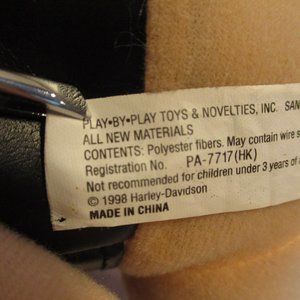 PLAY•BY•PLAY TOYS & NOVELTIES, INC. SAN
ALL NEW MATERIALS
CONTENTS: Polyester fibers. May contain wire s
Registration No. PA-7717(HK)
Not recommended for children under 3 years of
© 1998 Harley-Davidson
MADE IN CHINA